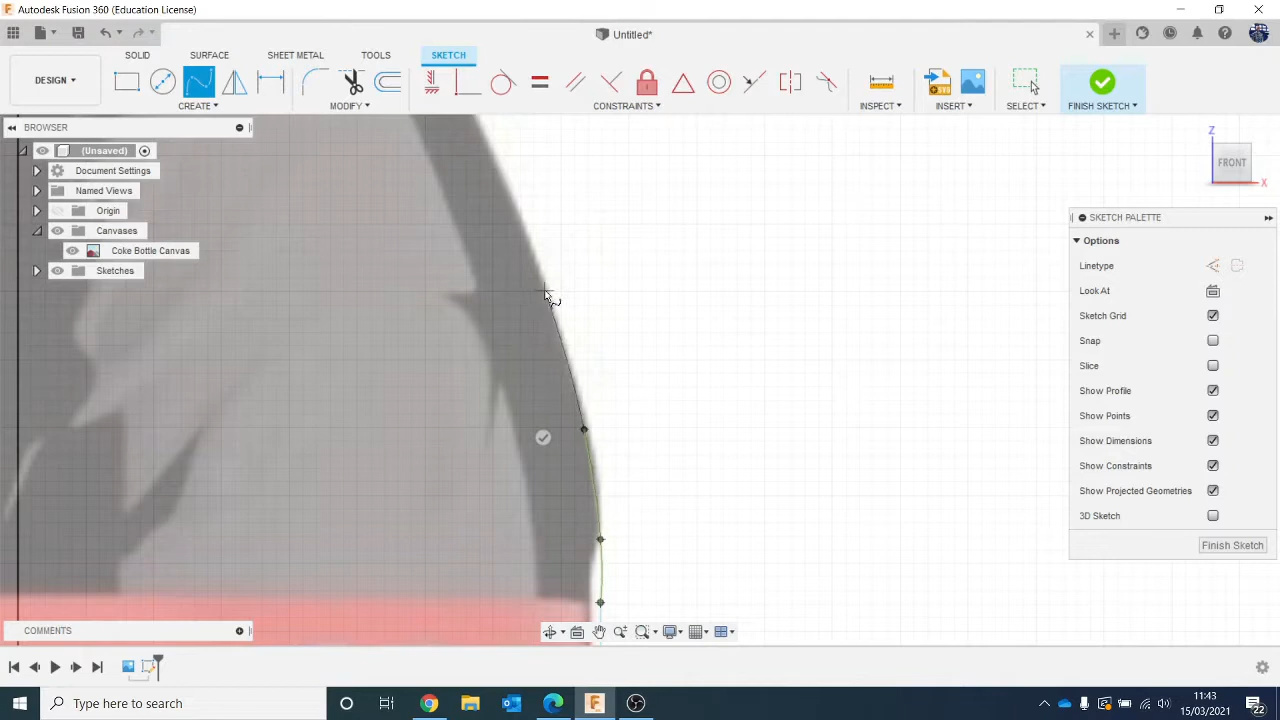 Autodesk Fusion 360 (Education License)
Untitled*
SOLID SURFACE SHEET METAL TOOLS SKETCH
DESIGN
CREATE MODIFY CONSTRAINTS INSPECT INSERT SELECT FINISH SKETCH
SVG
BROWSER
(Unsaved)
Document Settings
Named Views
Origin
Canvases
Coke Bottle Canvas
Sketches
Z
FRONT
X
SKETCH PALETTE
Options
Linetype
Look At
Sketch Grid
Snap
Slice
Show Profile
Show Points
Show Dimensions
Show Constraints
Show Projected Geometries
3D Sketch
Finish Sketch
COMMENTS
Type here to search
11:43
15/03/2021
22